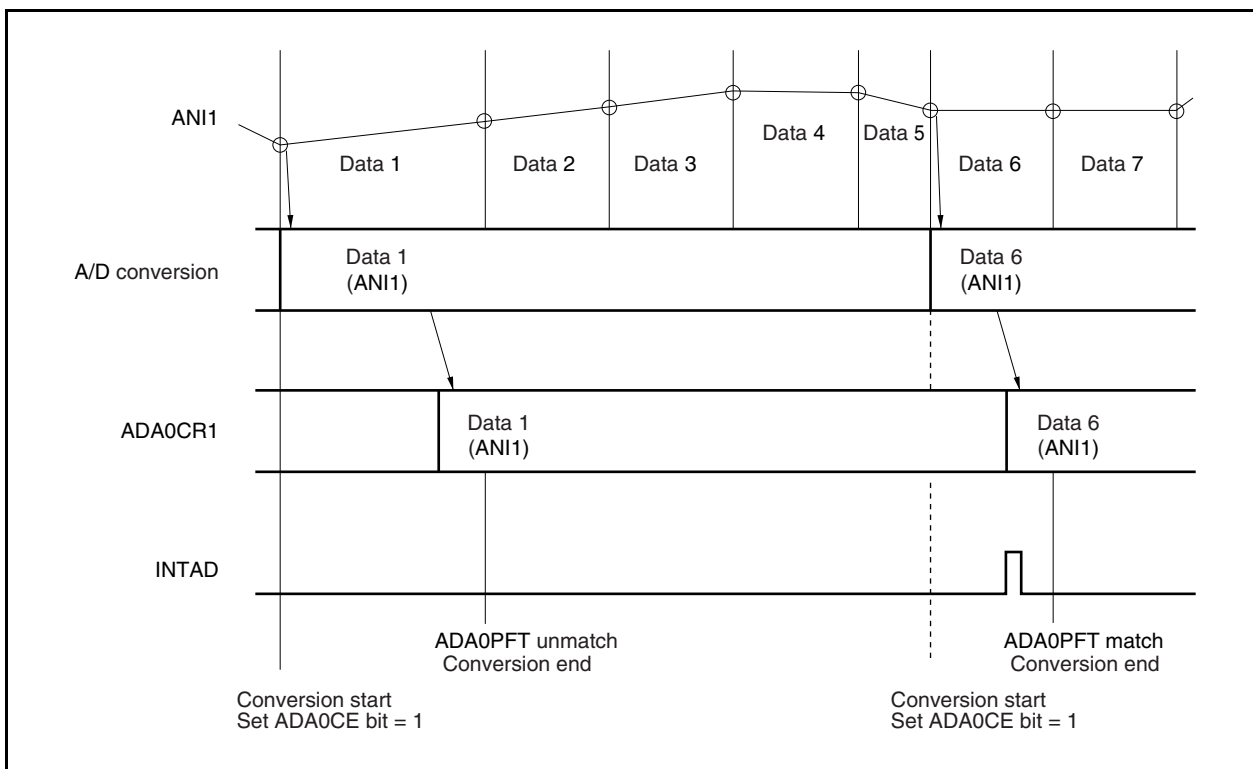 ANI1
Data 1
Data 2
Data 3
Data 4
Data 5
Data 6
Data 7
A/D conversion
Data 1
(ANI1)
Data 6
(ANI1)
ADA0CR1
Data 1
(ANI1)
Data 6
(ANI1)
INTAD
ADA0PFT unmatch
Conversion end
ADA0PFT match
Conversion end
Conversion start
Set ADA0CE bit = 1
Conversion start
Set ADA0CE bit = 1